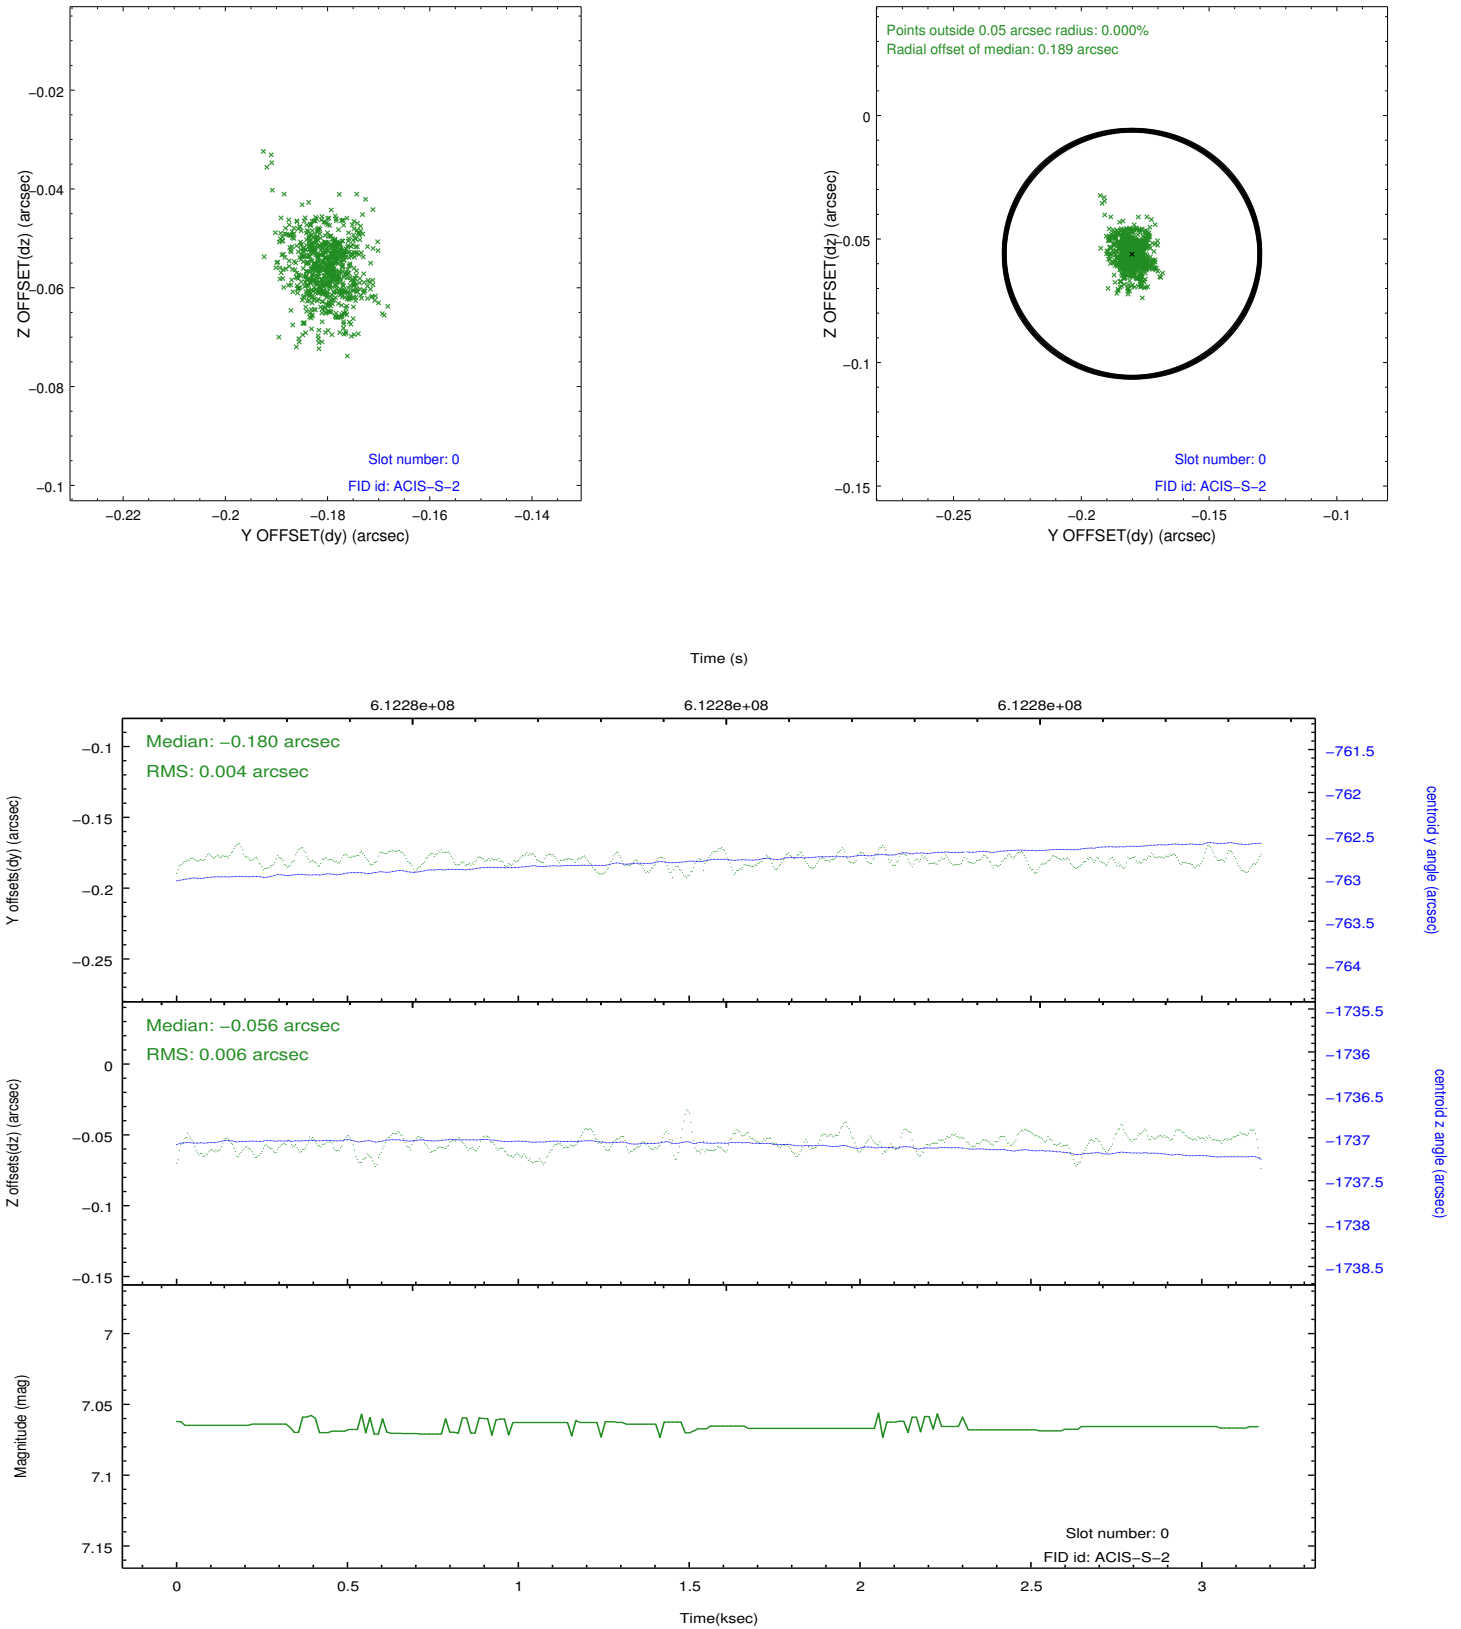 −0.02
−0.04
−0.06
−0.08
−0.1
Z OFFSET(dz) (arcsec)
Slot number: 0
FID id: ACIS−S−2
−0.22
−0.2
−0.18
−0.16
−0.14
Y OFFSET(dy) (arcsec)
Points outside 0.05 arcsec radius: 0.000%
Radial offset of median: 0.189 arcsec
0
−0.05
−0.1
−0.15
Z OFFSET(dz) (arcsec)
Slot number: 0
FID id: ACIS−S−2
−0.25
−0.2
−0.15
−0.1
Y OFFSET(dy) (arcsec)
Time (s)
6.1228e+08
6.1228e+08
6.1228e+08
Median: −0.180 arcsec
RMS: 0.004 arcsec
−0.1
−0.15
−0.2
−0.25
Y offsets(dy) (arcsec)
−761.5
−762
−762.5
−763
−763.5
−764
centroid y angle (arcsec)
Median: −0.056 arcsec
RMS: 0.006 arcsec
0
−0.05
−0.1
−0.15
Z offsets(dz) (arcsec)
−1735.5
−1736
−1736.5
−1737
−1737.5
−1738
−1738.5
centroid z angle (arcsec)
7
7.05
7.1
7.15
Magnitude (mag)
Slot number: 0
FID id: ACIS−S−2
0
0.5
1
1.5
2
2.5
3
Time(ksec)